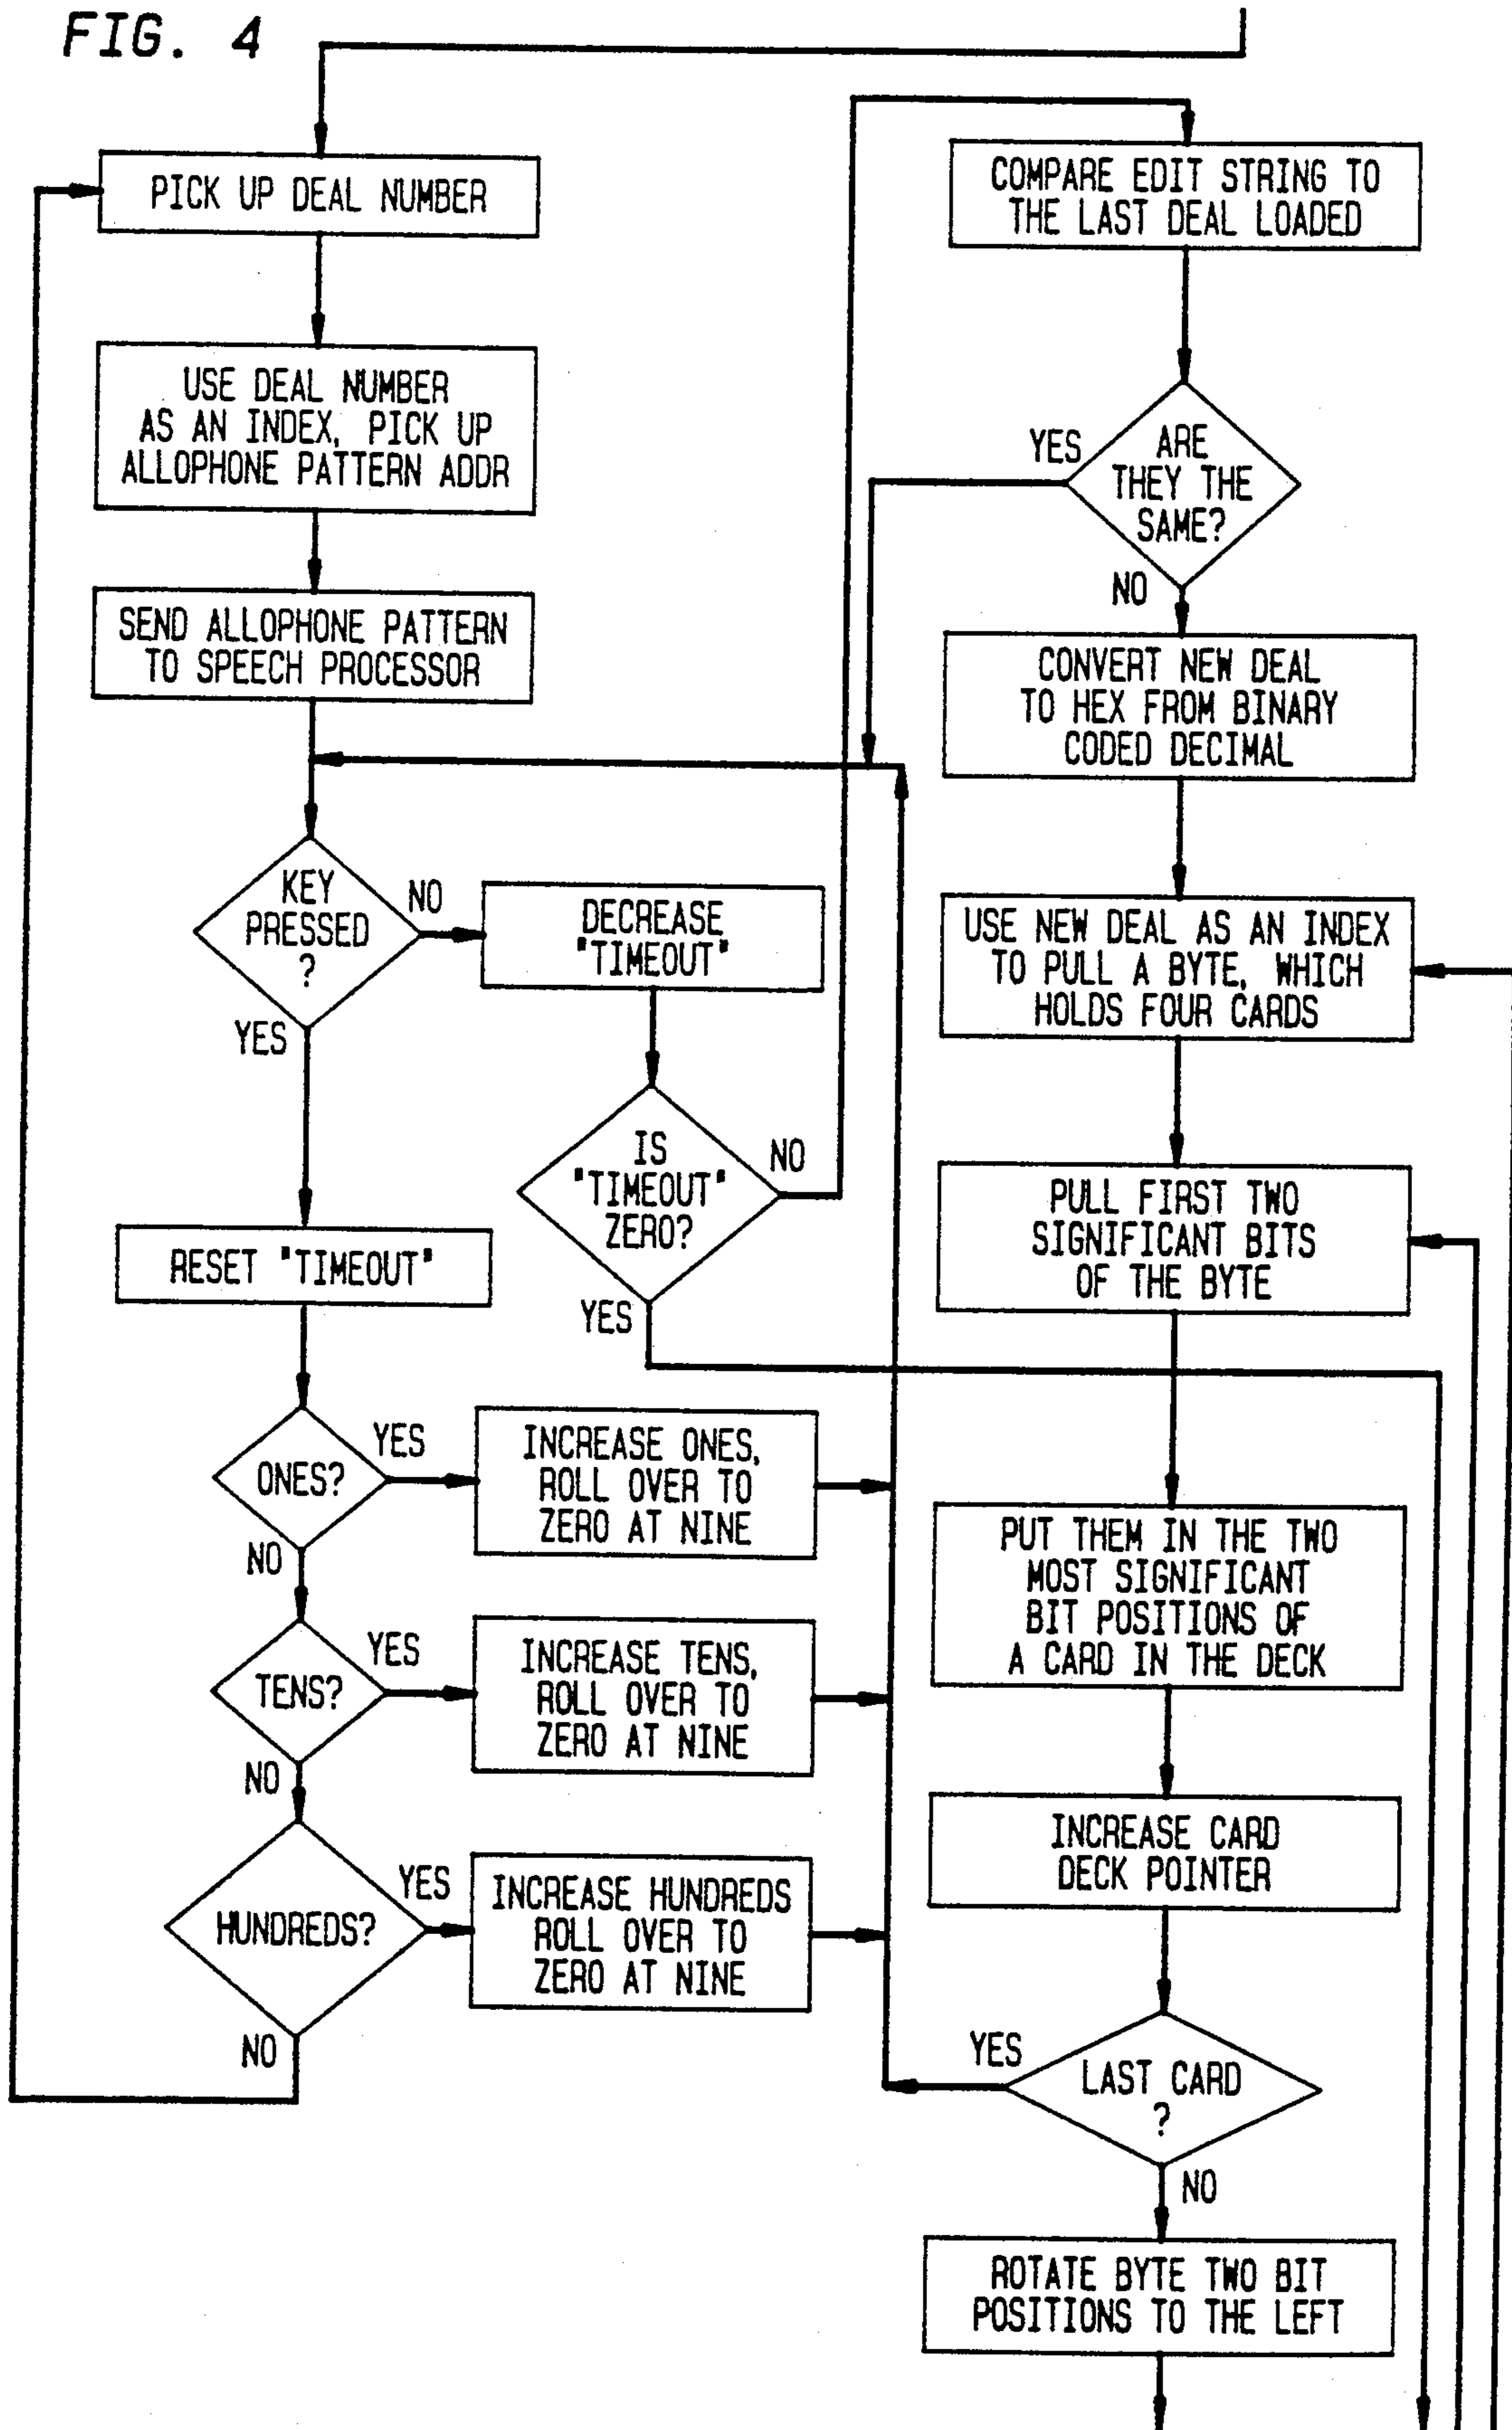 FIG. 4
PICK UP DEAL NUMBER
USE DEAL NUMBER
AS AN INDEX, PICK UP
ALLOPHONE PATTERN ADDR
SEND ALLOPHONE PATTERN
TO SPEECH PROCESSOR
KEY
PRESSED
?
NO
YES
DECREASE
"TIMEOUT"
IS
"TIMEOUT"
ZERO?
NO
YES
RESET "TIMEOUT"
ONES?
YES
NO
INCREASE ONES,
ROLL OVER TO
ZERO AT NINE
TENS?
YES
NO
INCREASE TENS,
ROLL OVER TO
ZERO AT NINE
HUNDREDS?
YES
NO
INCREASE HUNDREDS
ROLL OVER TO
ZERO AT NINE
COMPARE EDIT STRING TO
THE LAST DEAL LOADED
YES
ARE
THEY THE
SAME?
NO
CONVERT NEW DEAL
TO HEX FROM BINARY
CODED DECIMAL
USE NEW DEAL AS AN INDEX
TO PULL A BYTE, WHICH
HOLDS FOUR CARDS
PULL FIRST TWO
SIGNIFICANT BITS
OF THE BYTE
PUT THEM IN THE TWO
MOST SIGNIFICANT
BIT POSITIONS OF
A CARD IN THE DECK
INCREASE CARD
DECK POINTER
YES
LAST CARD
?
NO
ROTATE BYTE TWO BIT
POSITIONS TO THE LEFT